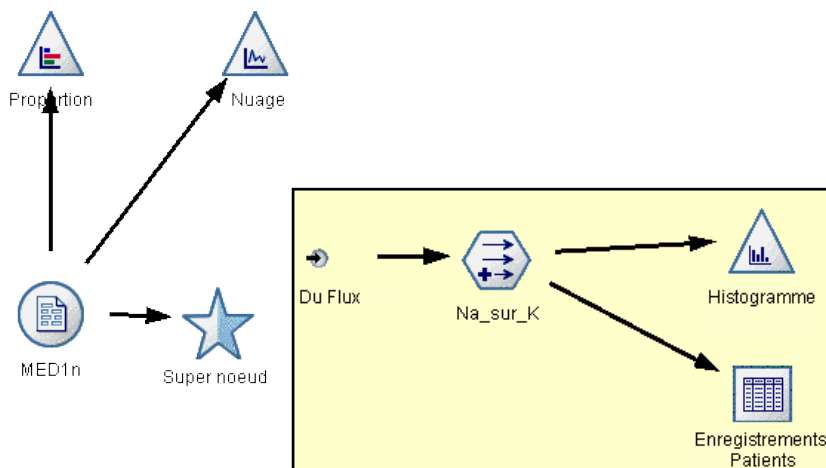 Proportion
Nuage
MED1n
Super noeud
Du Flux
Na_sur_K
Histogramme
Enregistrements
Patients